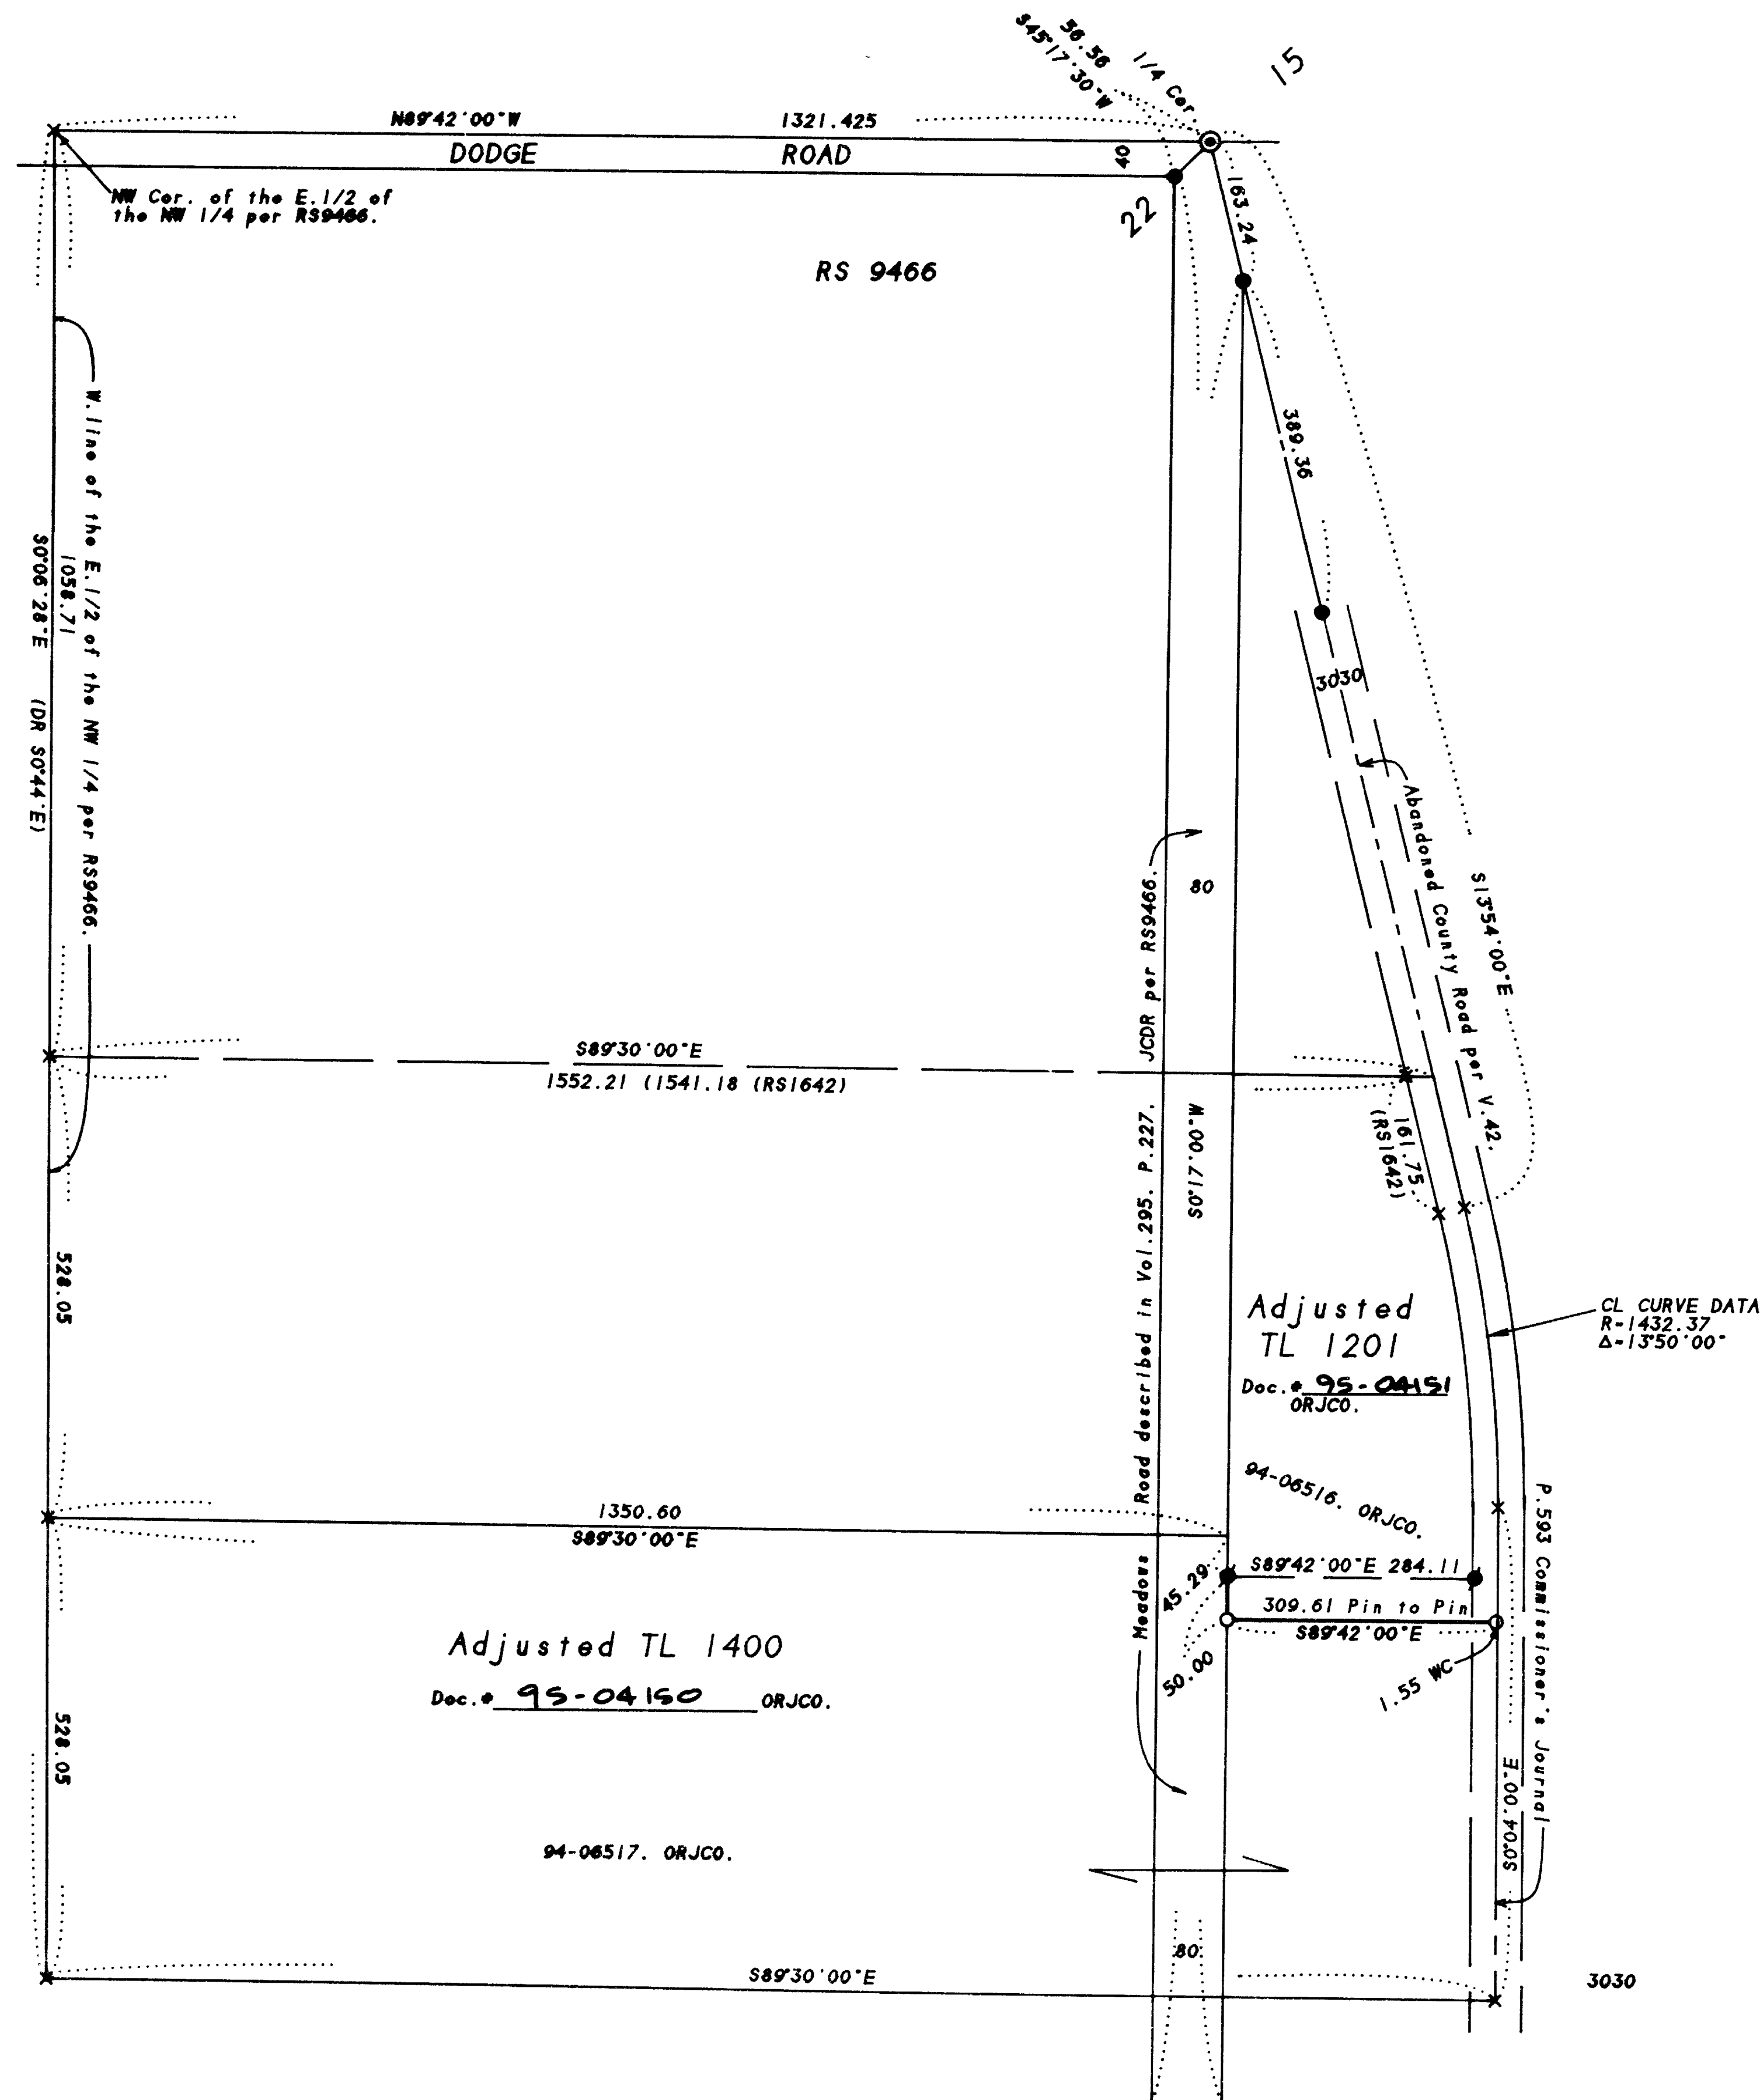 56.56
S45°17'30"W
1/4 Cor
15
N89°42'00"W
1321.425
DODGE ROAD
40
NW Cor. of the E.1/2 of
the NW 1/4 per RS9466.
22
163.24
RS 9466
389.36
W.line of the E.1/2 of the NW 1/4 per RS9466.
1058.71
S0°06'28"E (DR S0°44'E)
3030
Abandoned County Road per V.42.
S13°54'00"E
80
JCDR per RS9466.
S89°30'00"E
1552.21 (1541.18 (RS1642)
161.75
(RS1642)
S0°17'00"W
Road described in Vol.295. P.227.
528.05
Adjusted
TL 1201
Doc.# 95-04151
ORJCO.
CL CURVE DATA
R=1432.37
Δ=13°50'00"
94-06516. ORJCO.
1350.60
S89°30'00"E
P.593 Commissioner's Journal
Meadows
45.29
S89°42'00"E 284.11
309.61 Pin to Pin
S89°42'00"E
50.00
1.55 WC
Adjusted TL 1400
Doc.# 95-04150 ORJCO.
528.05
S0°04'00"E
94-06517. ORJCO.
80
S89°30'00"E
3030